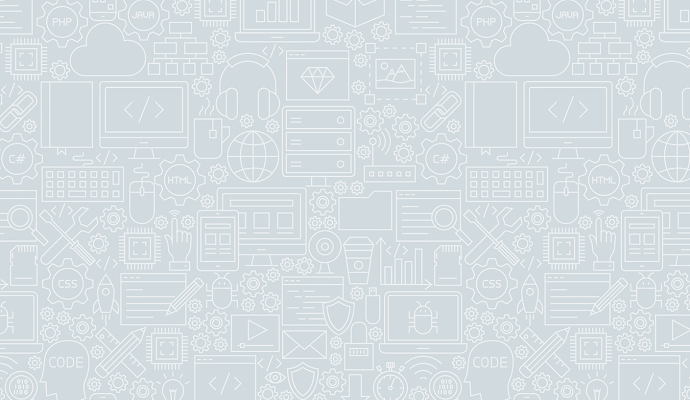 PHP
JAVA
PHP
JAVA
</>
</>
</>
</>
C#
C#
</>
</>
HTML
HTML
</>
</>
CSS
CSS
CODE
CODE
</>
</>